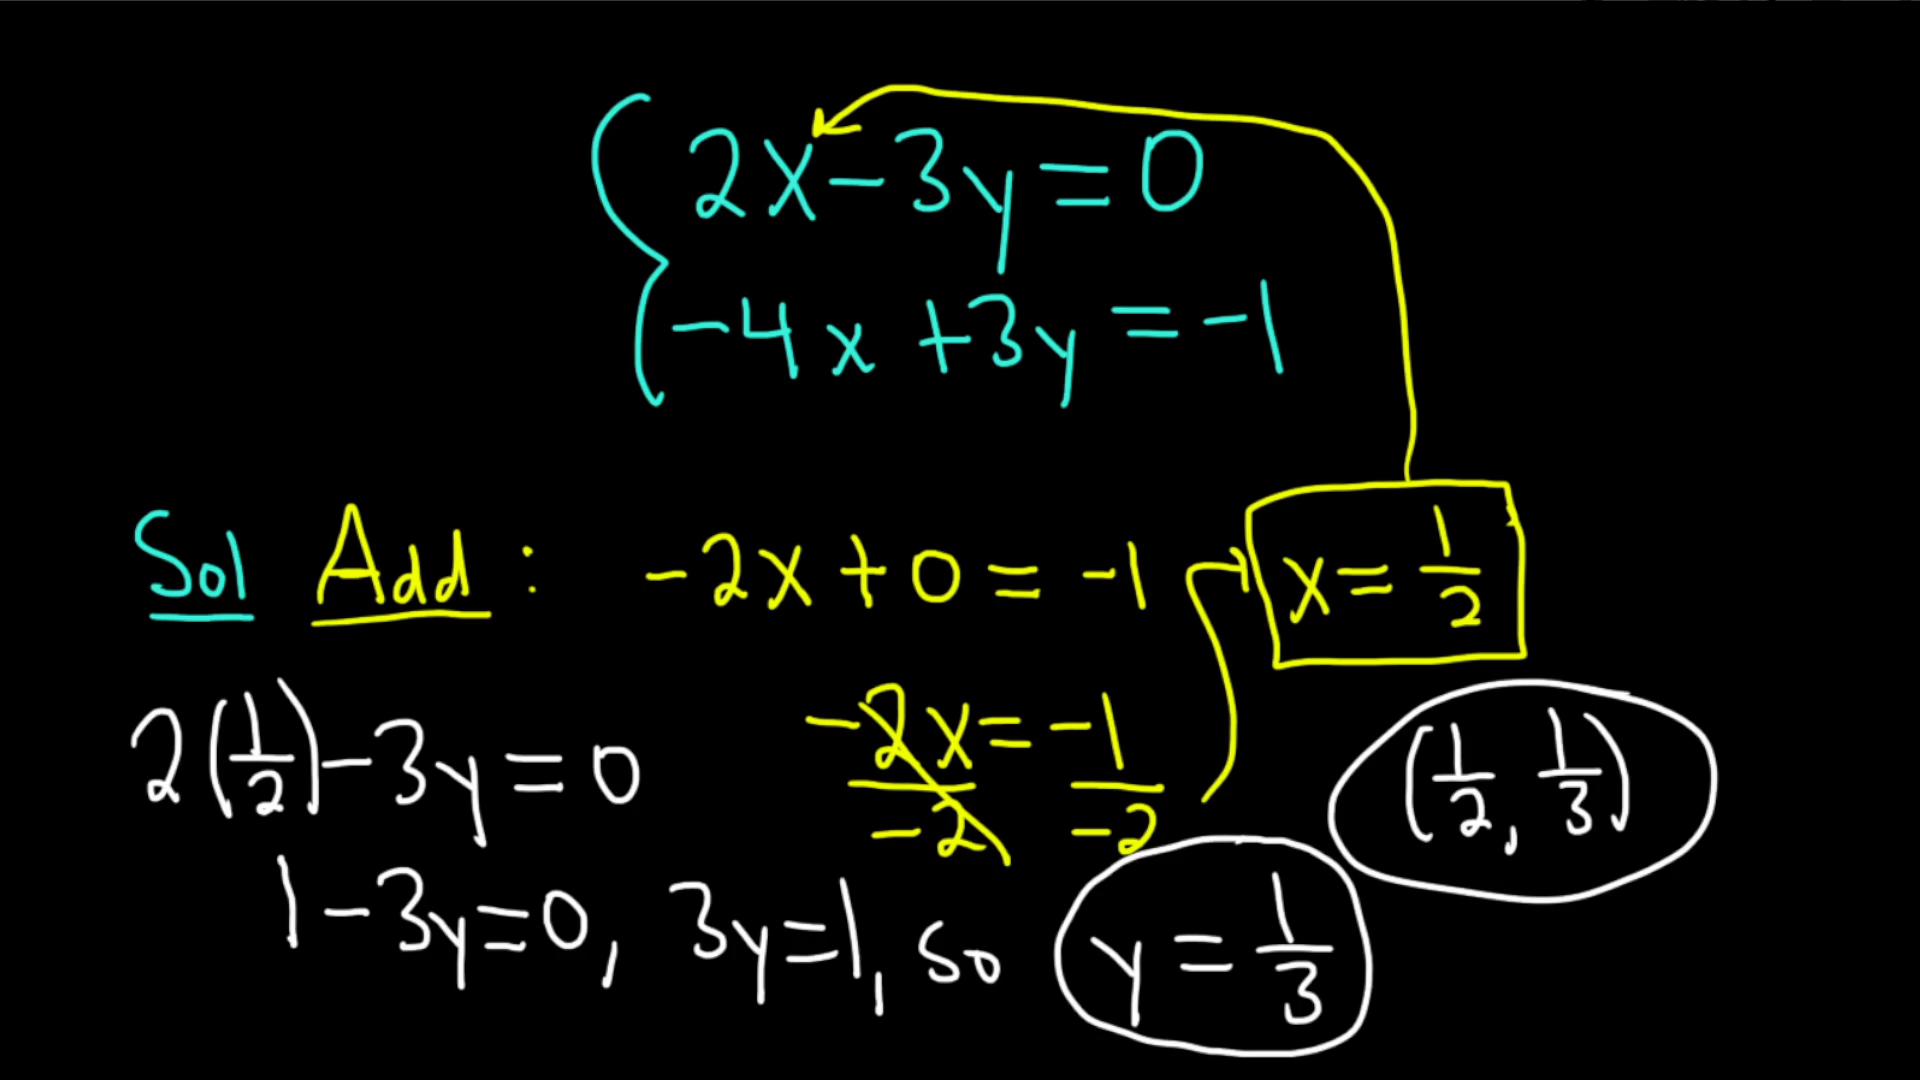 2x-3y=0
-4x+3y=-1
Sol Add: -2x+0=-1 x=1/2
2(1/2)-3y=0 -2x/-2=-1/-2 (1/2, 1/3)
1-3y=0, 3y=1, so y=1/3